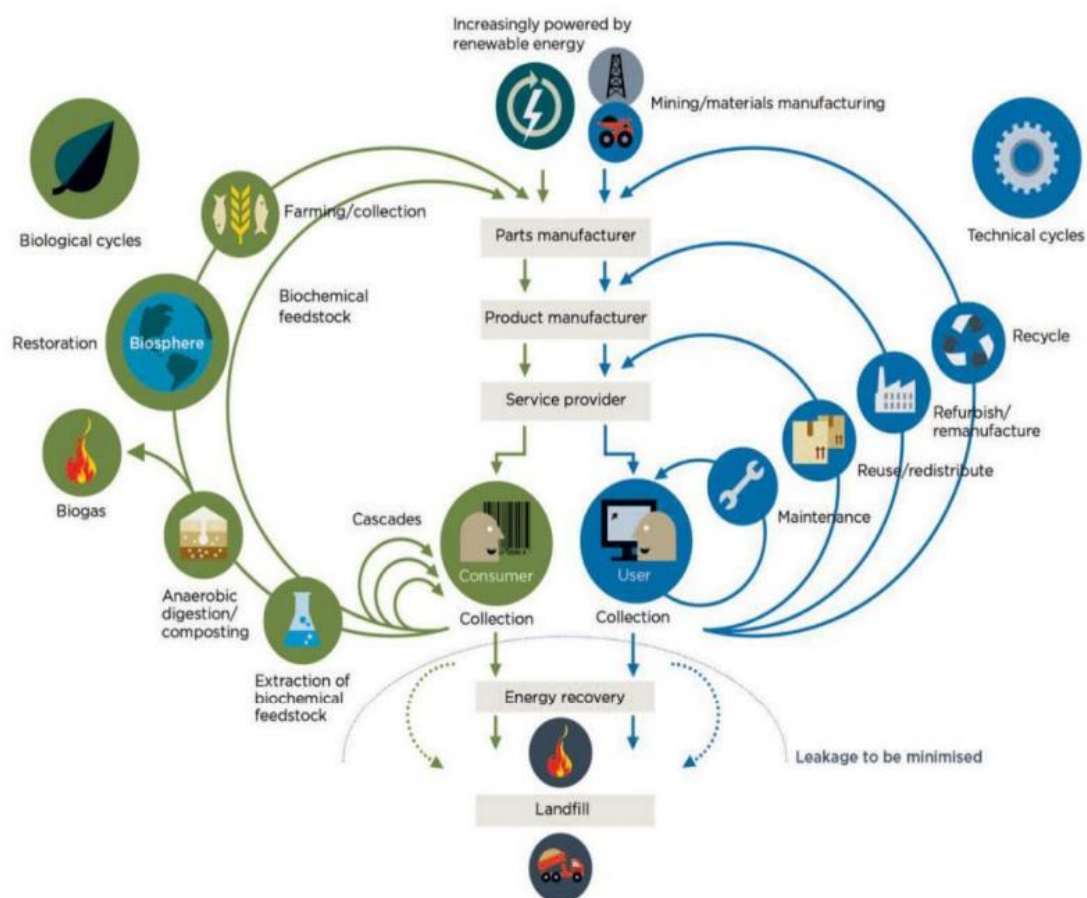 Increasingly powered by
renewable energy
Mining/materials manufacturing
Biological cycles
Farming/collection
Technical cycles
Parts manufacturer
Biochemical
feedstock
Product manufacturer
Restoration
Biosphere
Recycle
Service provider
Refurbish/
remanufacture
Reuse/redistribute
Biogas
Cascades
Maintenance
Consumer
User
Anaerobic
digestion/
composting
Collection
Collection
Extraction of
biochemical
feedstock
Energy recovery
Leakage to be minimised
Landfill